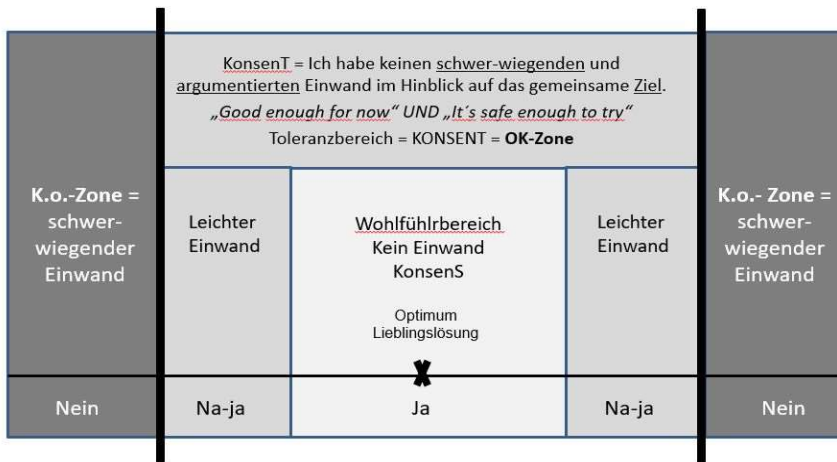 KonsenT = Ich habe keinen schwer-wiegenden und
argumentierten Einwand im Hinblick auf das gemeinsame Ziel.
„Good enough for now“ UND „It´s safe enough to try“
Toleranzbereich = KONSENT = OK-Zone
K.o.-Zone =
schwer-
wiegender
Einwand
Leichter
Einwand
Wohlfühlrbereich
Kein Einwand
KonsenS
Optimum
Lieblingslösung
Leichter
Einwand
K.o.- Zone =
schwer-
wiegender
Einwand
Nein
Na-ja
Ja
Na-ja
Nein